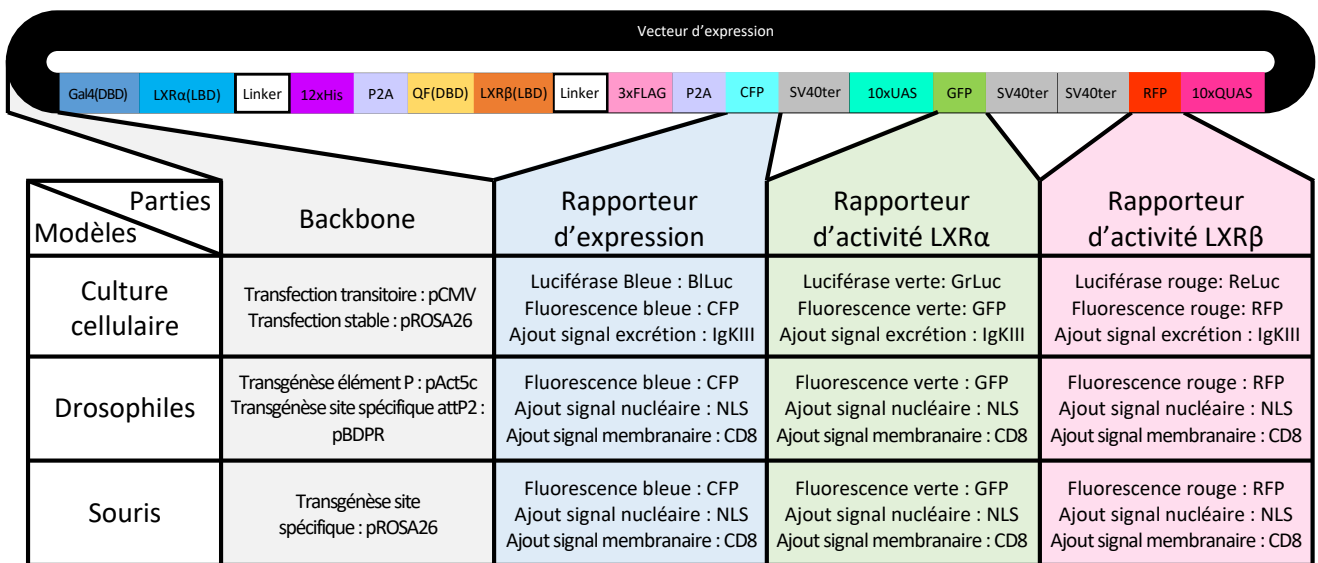 Vecteur d’expression
Gal4(DBD) LXRα(LBD) Linker 12xHis P2A QF(DBD) LXRβ(LBD) Linker 3xFLAG P2A CFP SV40ter 10xUAS GFP SV40ter SV40ter RFP 10xQUAS
Parties
Modèles
Backbone
Rapporteur
d’expression
Rapporteur
d’activité LXRα
Rapporteur
d’activité LXRβ
Culture
cellulaire
Transfection transitoire : pCMV
Transfection stable : pROSA26
Luciférase Bleue : BlLuc
Fluorescence bleue : CFP
Ajout signal excrétion : IgKIII
Luciférase verte: GrLuc
Fluorescence verte: GFP
Ajout signal excrétion : IgKIII
Luciférase rouge: ReLuc
Fluorescence rouge: RFP
Ajout signal excrétion : IgKIII
Drosophiles
Transgénèse élément P : pAct5c
Transgénèse site spécifique attP2 :
pBDPR
Fluorescence bleue : CFP
Ajout signal nucléaire : NLS
Ajout signal membranaire : CD8
Fluorescence verte : GFP
Ajout signal nucléaire : NLS
Ajout signal membranaire : CD8
Fluorescence rouge : RFP
Ajout signal nucléaire : NLS
Ajout signal membranaire : CD8
Souris
Transgénèse site
spécifique : pROSA26
Fluorescence bleue : CFP
Ajout signal nucléaire : NLS
Ajout signal membranaire : CD8
Fluorescence verte : GFP
Ajout signal nucléaire : NLS
Ajout signal membranaire : CD8
Fluorescence rouge : RFP
Ajout signal nucléaire : NLS
Ajout signal membranaire : CD8